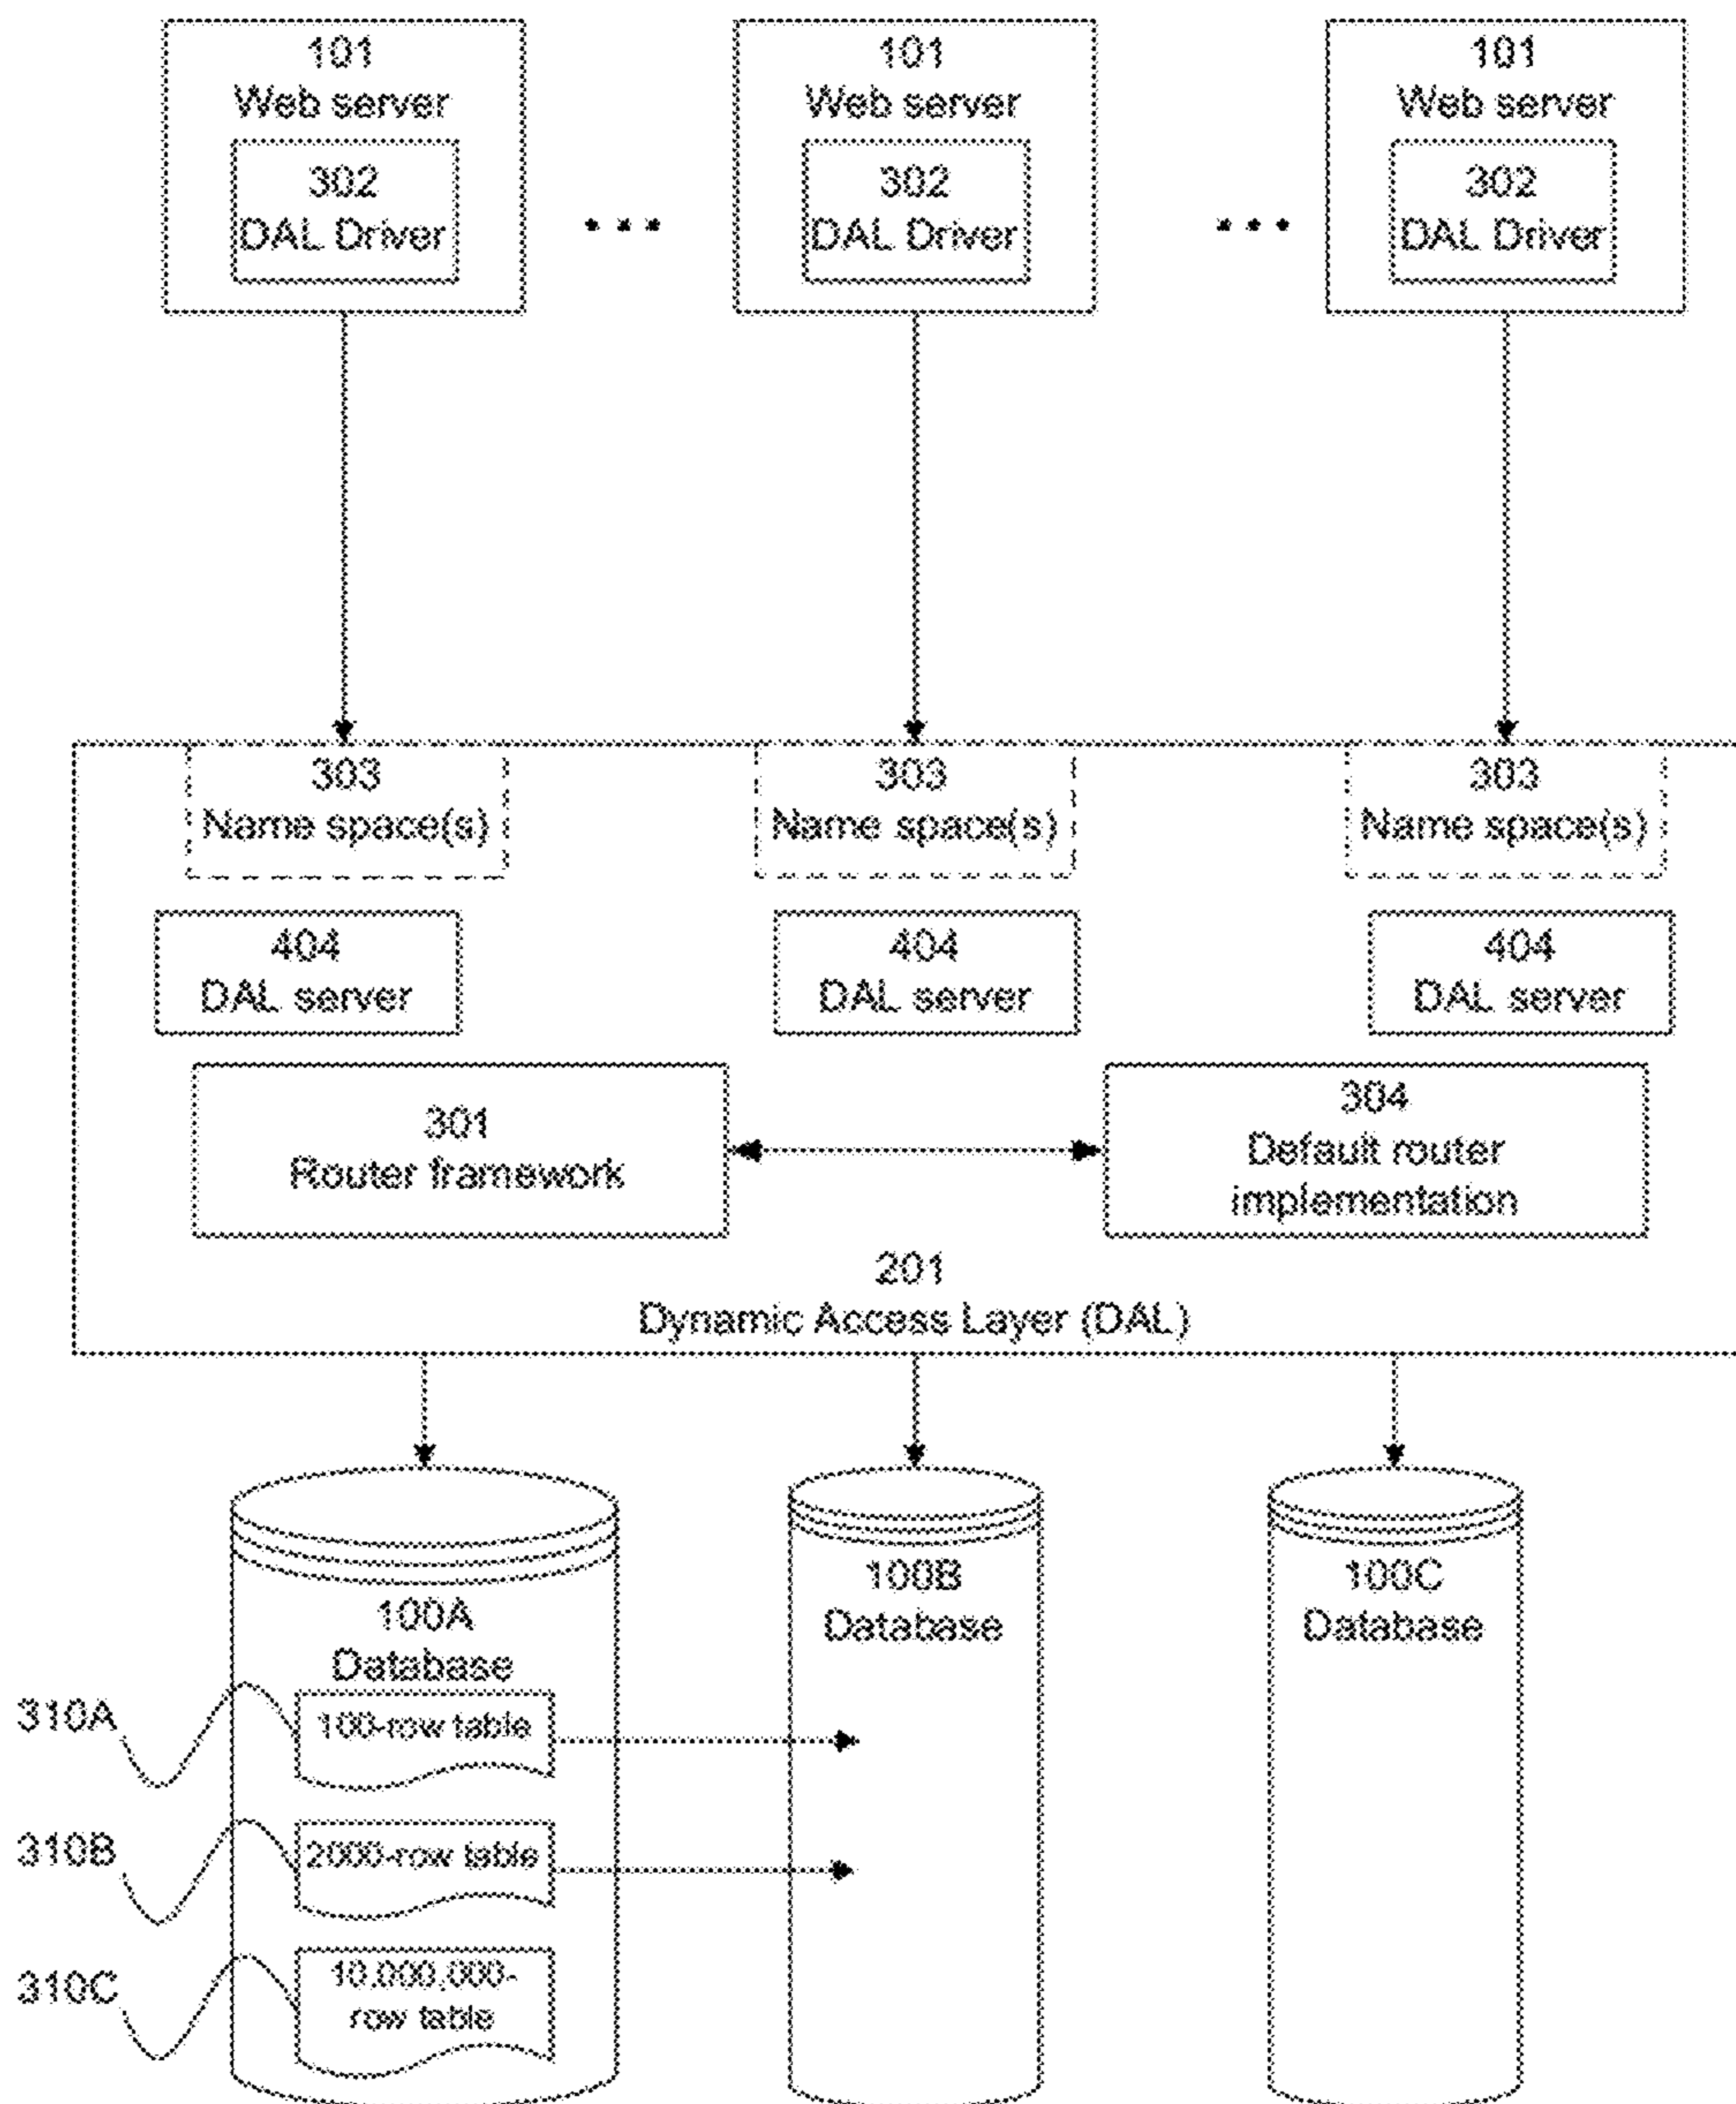 101
Web server
302
DAL Driver
101
Web server
302
DAL Driver
101
Web server
302
DAL Driver
303
Name space(s)
303
Name space(s)
303
Name space(s)
404
DAL server
404
DAL server
404
DAL server
301
Router framework
304
Default router
implementation
201
Dynamic Access Layer (DAL)
100A
Database
100B
Database
100C
Database
310A
100-row table
310B
2000-row table
310C
10,000,000-
row table